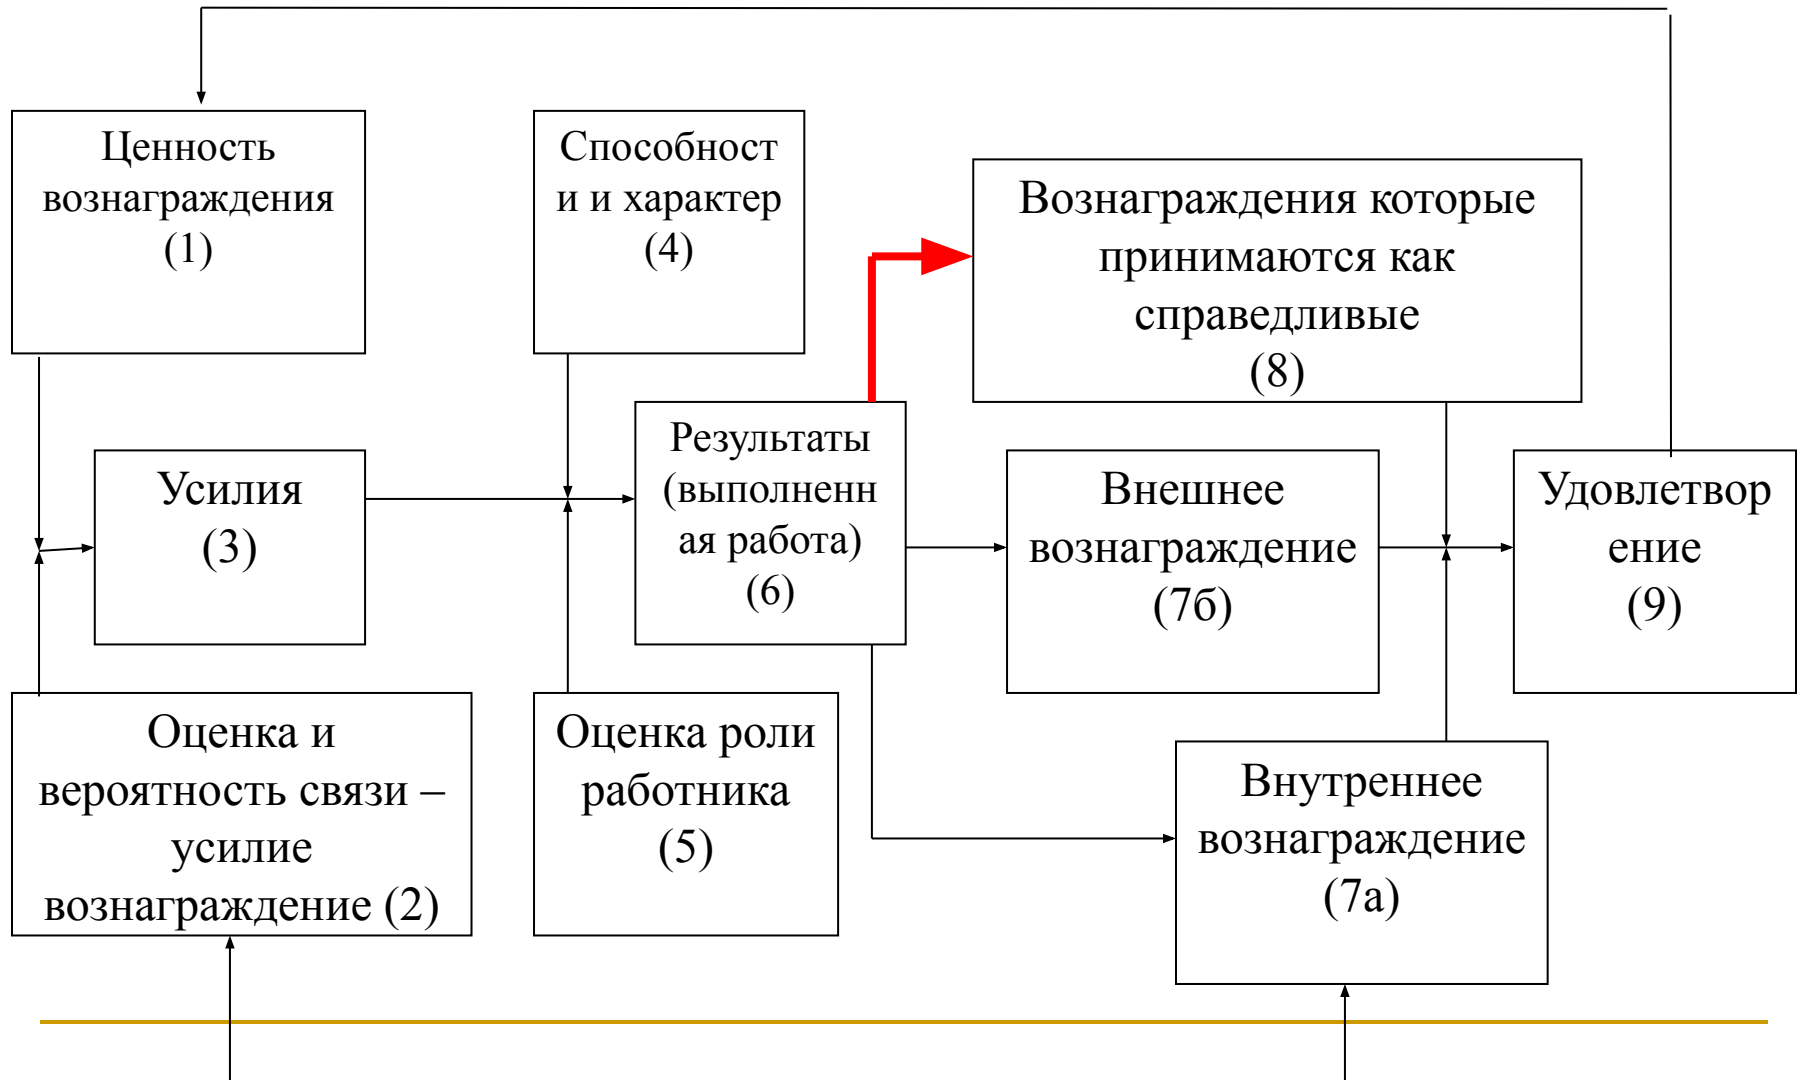 Ценность
вознаграждения
(1)
Способност
и и характер
(4)
Вознаграждения которые
принимаются как
справедливые
(8)
Усилия
(3)
Результаты
(выполненн
ая работа)
(6)
Внешнее
вознаграждение
(7б)
Удовлетвор
ение
(9)
Оценка и
вероятность связи –
усилие
вознаграждение (2)
Оценка роли
работника
(5)
Внутреннее
вознаграждение
(7а)